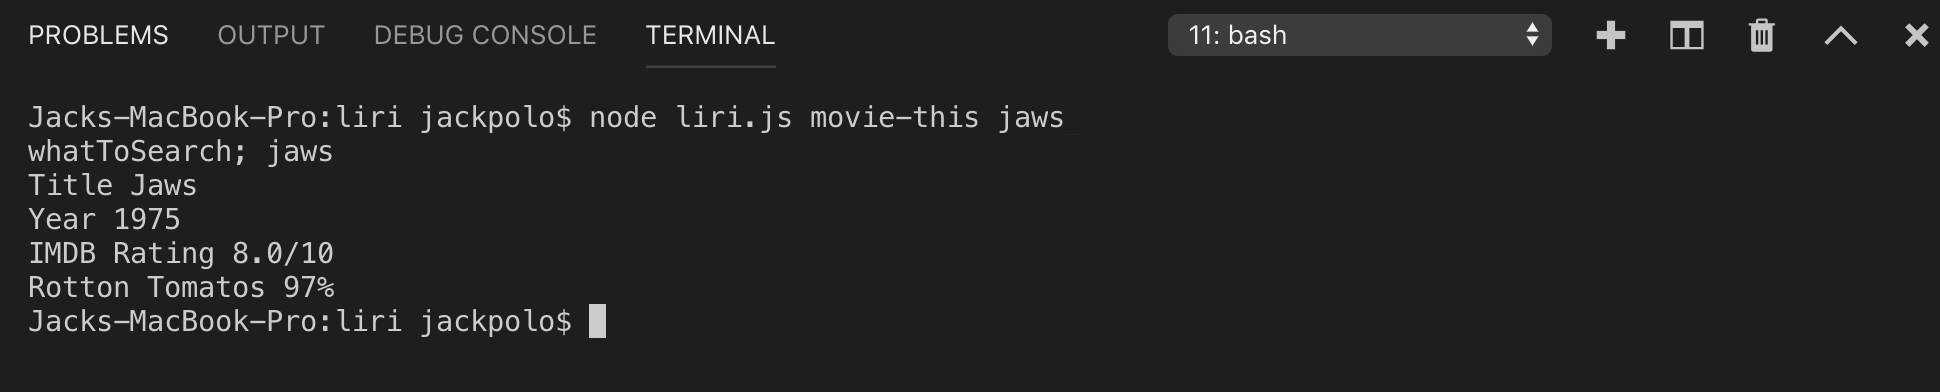 PROBLEMS OUTPUT DEBUG CONSOLE TERMINAL 11: bash
Jacks-MacBook-Pro:liri jackpolo$ node liri.js movie-this jaws
whatToSearch; jaws
Title Jaws
Year 1975
IMDB Rating 8.0/10
Rotton Tomatos 97%
Jacks-MacBook-Pro:liri jackpolo$